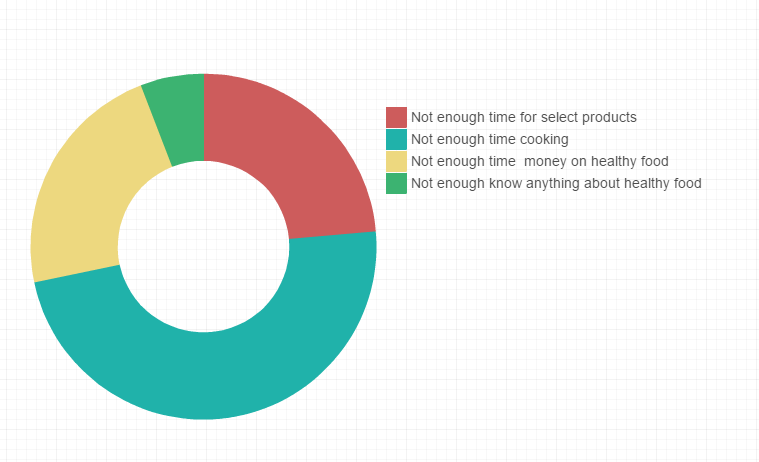 Not enough time for select products
Not enough time cooking
Not enough time  money on healthy food
Not enough know anything about healthy food